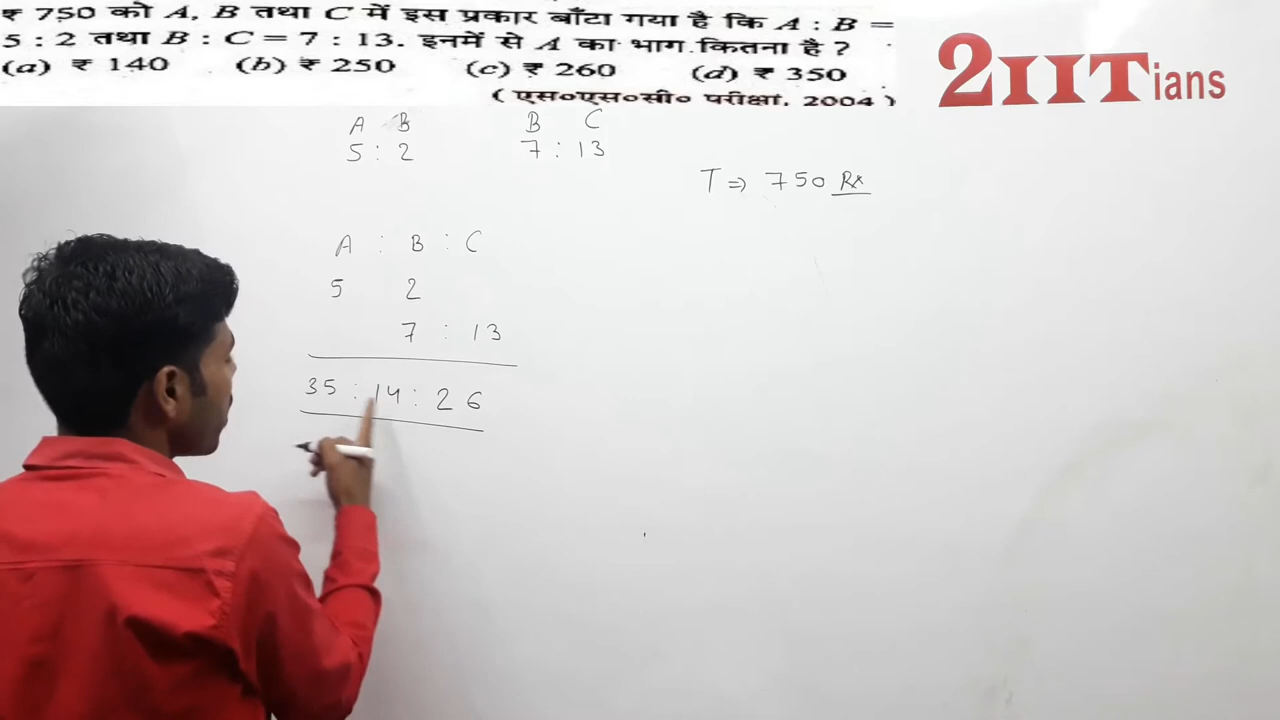 ₹ 750 को A, B तथा C में इस प्रकार बाँटा गया है कि A : B =
5 : 2 तथा B : C = 7 : 13. इनमें से A का भाग कितना है ?
(a) ₹ 140 (b) ₹ 250 (c) ₹ 260 (d) ₹ 350
( एस०एस०सी० परीक्षा, 2004 )
2IITians
A B B C
5 : 2 7 : 13
T ⇒ 750 Rs
A : B : C
5 2
7 : 13
35 : 14 : 26